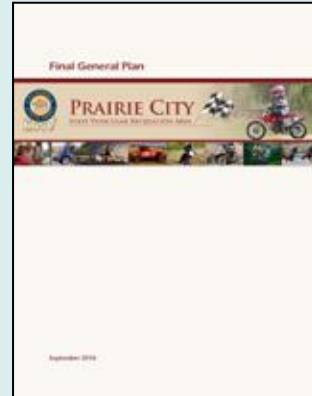 Final General Plan
PRAIRIE CITY
STATE VEHICULAR RECREATION AREA
September 2016